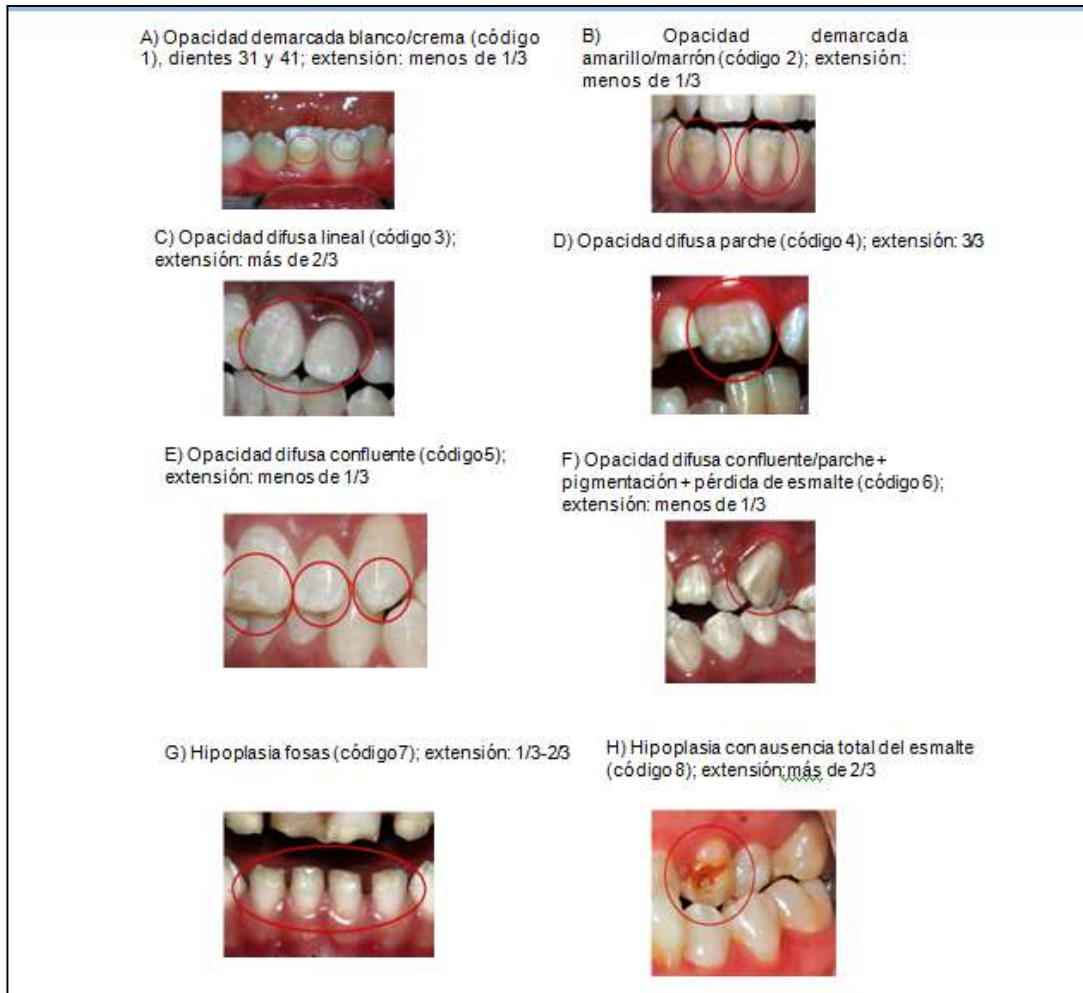 A) Opacidad demarcada blanco/crema (código
1), dientes 31 y 41; extensión: menos de 1/3
B) Opacidad demarcada
amarillo/marrón (código 2); extensión:
menos de 1/3
C) Opacidad difusa lineal (código 3);
extensión: más de 2/3
D) Opacidad difusa parche (código 4); extensión: 3/3
E) Opacidad difusa confluente (código 5);
extensión: menos de 1/3
F) Opacidad difusa confluente/parche +
pigmentación + pérdida de esmalte (código 6);
extensión: menos de 1/3
G) Hipoplasia fosas (código 7); extensión: 1/3-2/3
H) Hipoplasia con ausencia total del esmalte
(código 8); extensión: más de 2/3